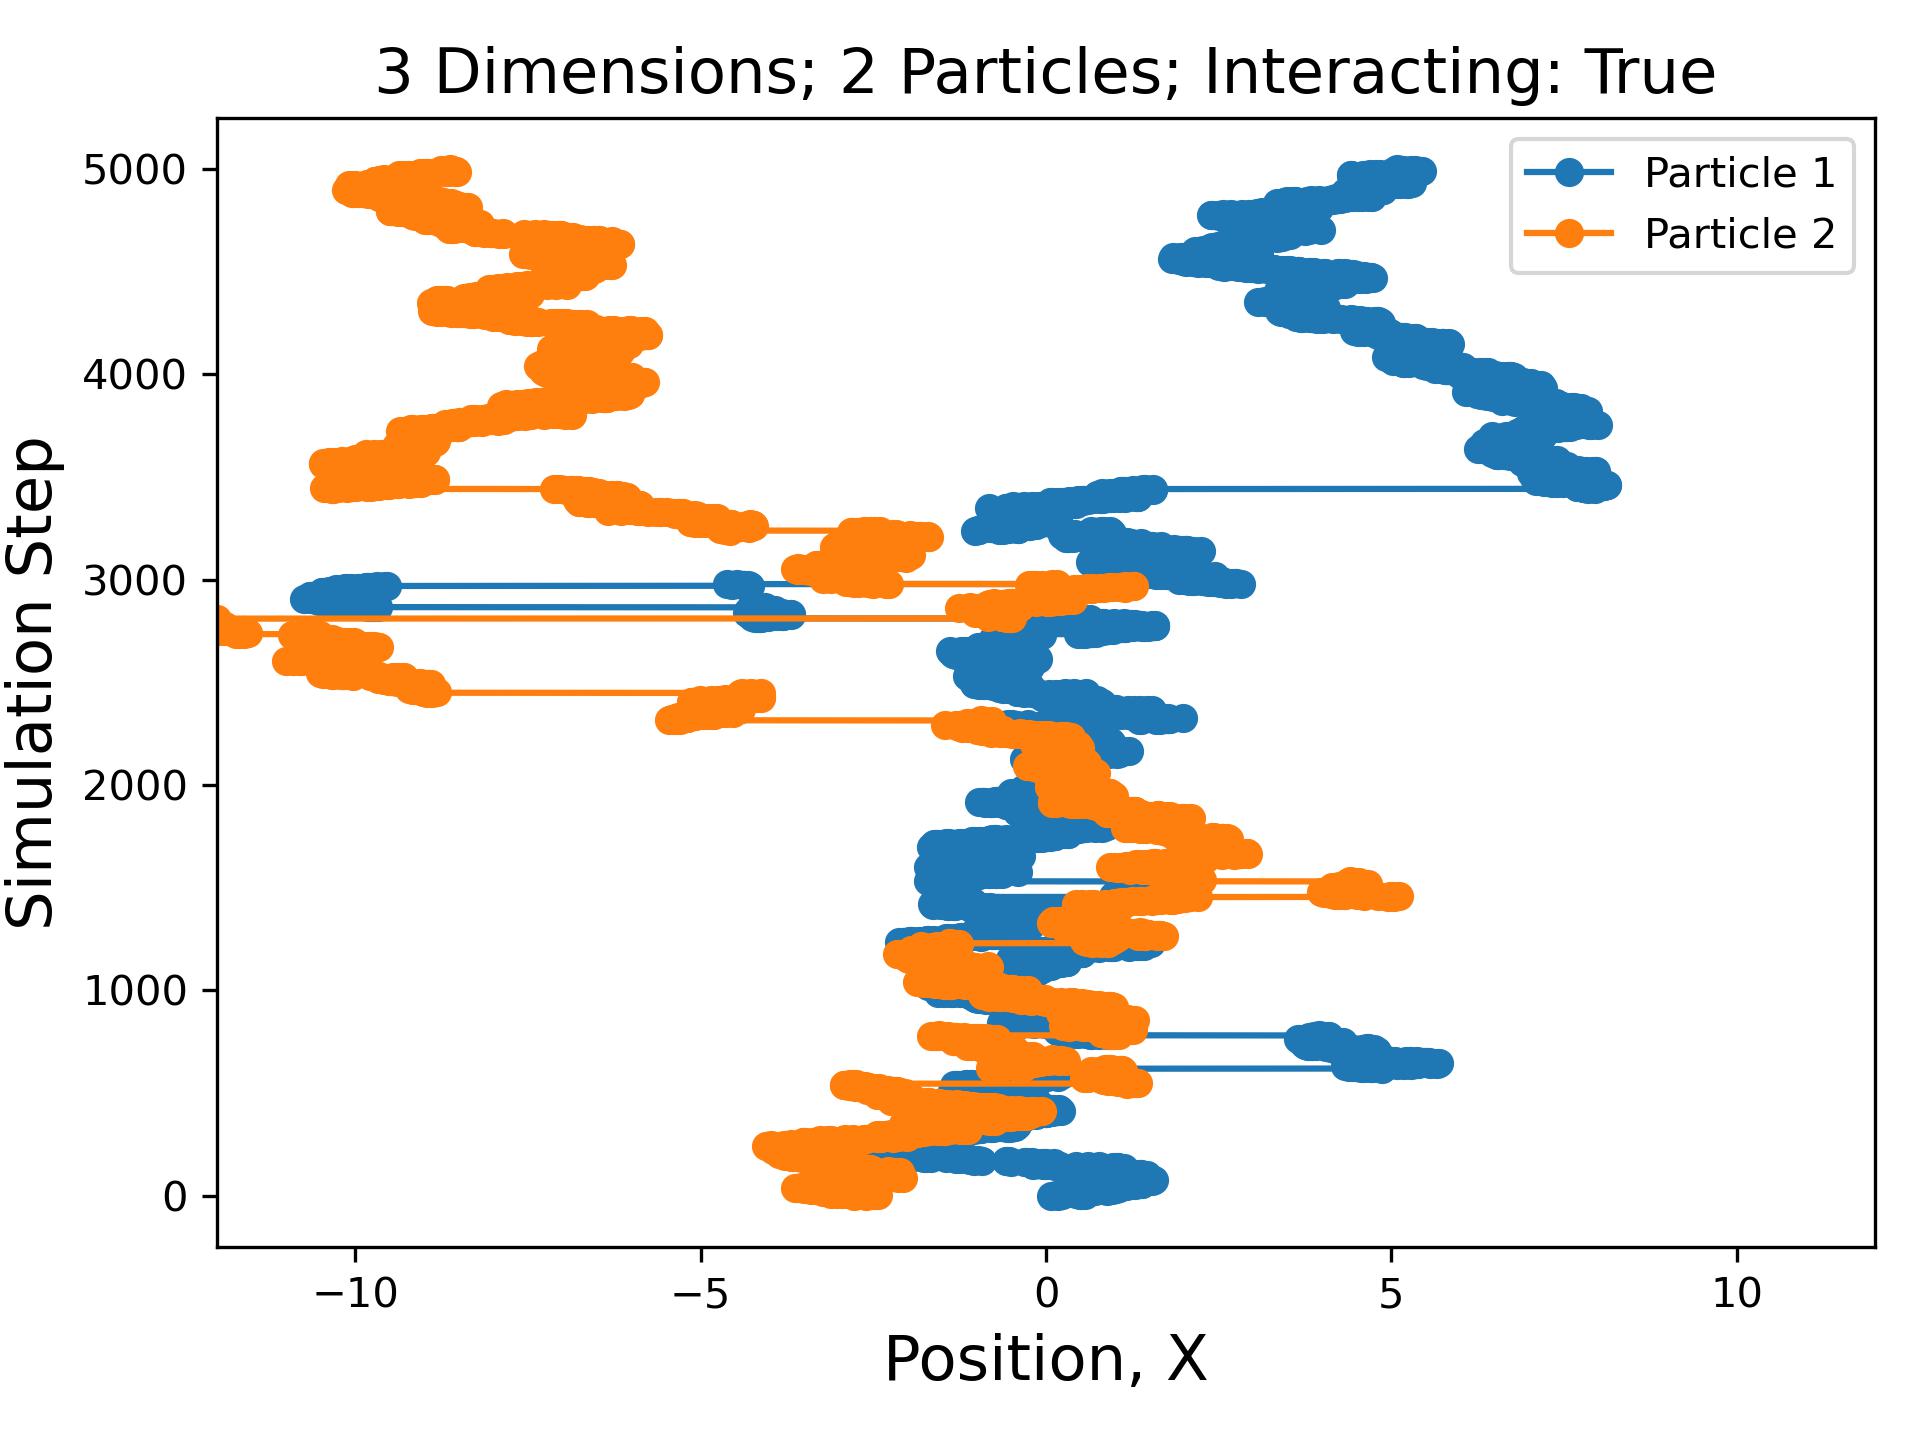 3 Dimensions; 2 Particles; Interacting: True
Particle 1
Particle 2
5000
4000
3000
2000
1000
0
Simulation Step
−10
−5
0
5
10
Position, X